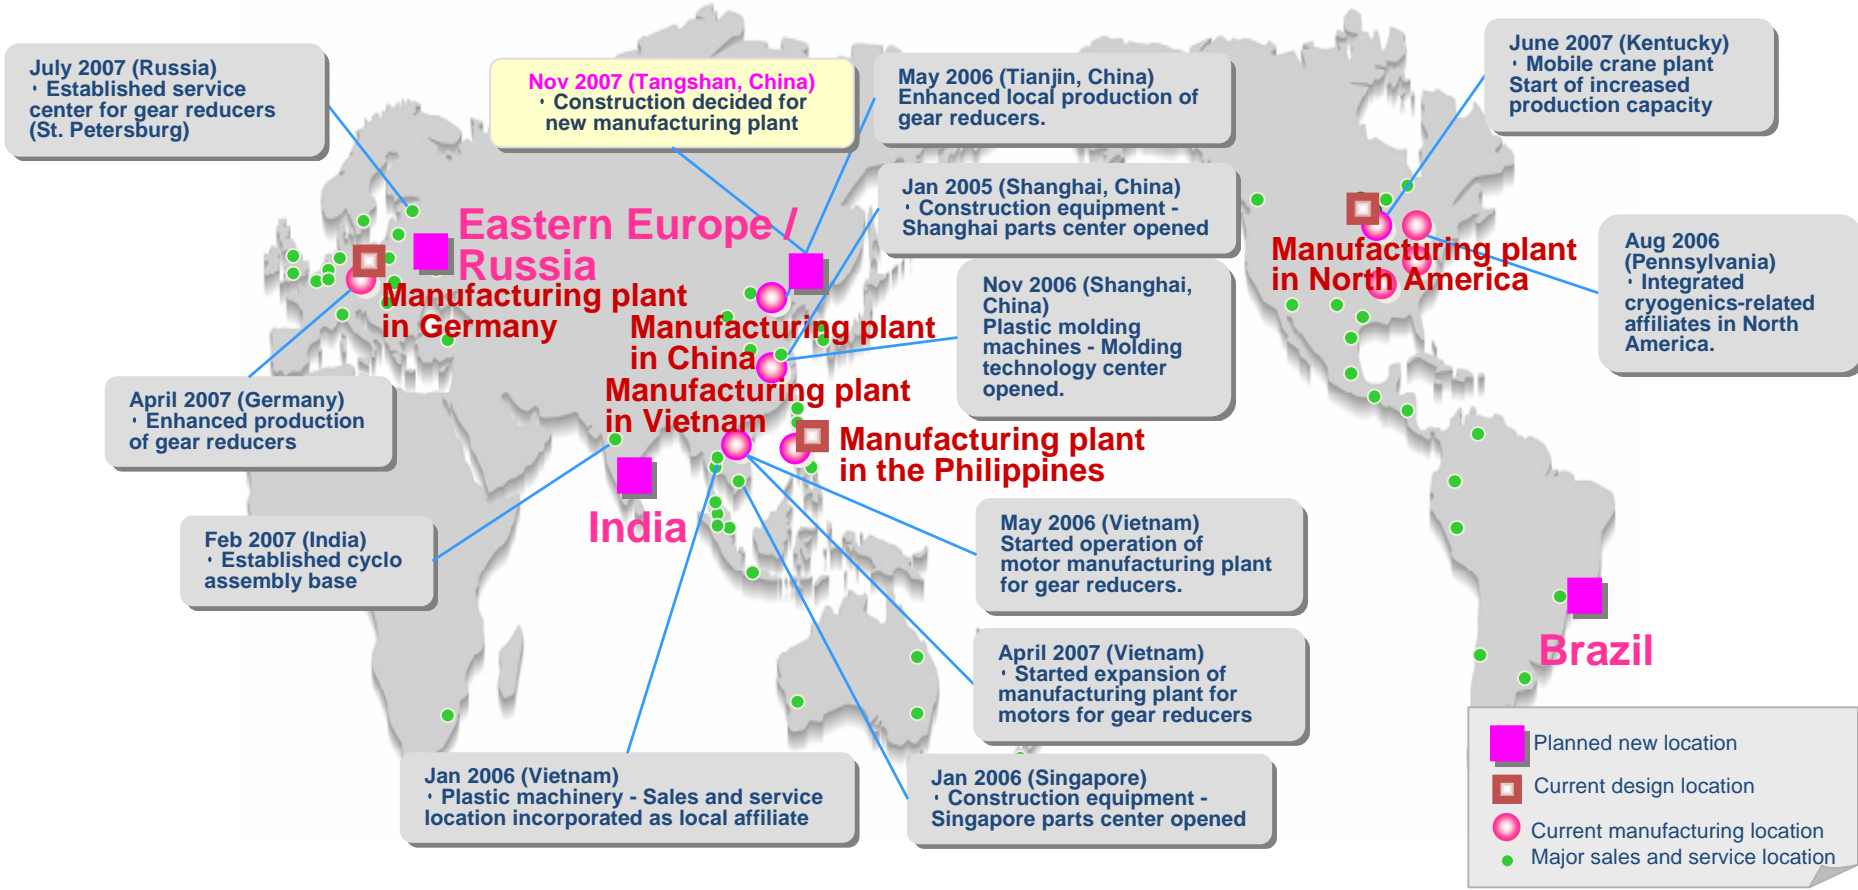 July 2007 (Russia)
・Established service
center for gear reducers
(St. Petersburg)
Nov 2007 (Tangshan, China)
・Construction decided for
new manufacturing plant
May 2006 (Tianjin, China)
Enhanced local production of
gear reducers.
June 2007 (Kentucky)
・Mobile crane plant
Start of increased
production capacity
Jan 2005 (Shanghai, China)
・Construction equipment -
Shanghai parts center opened
Eastern Europe /
Russia
Manufacturing plant
in North America
Aug 2006
(Pennsylvania)
・Integrated
cryogenics-related
affiliates in North
America.
Nov 2006 (Shanghai,
China)
Plastic molding
machines - Molding
technology center
opened.
Manufacturing plant
in Germany
Manufacturing plant
in China
Manufacturing plant
in Vietnam
April 2007 (Germany)
・Enhanced production
of gear reducers
Manufacturing plant
in the Philippines
India
Feb 2007 (India)
・Established cyclo
assembly base
May 2006 (Vietnam)
Started operation of
motor manufacturing plant
for gear reducers.
Brazil
April 2007 (Vietnam)
・Started expansion of
manufacturing plant for
motors for gear reducers
Jan 2006 (Vietnam)
・Plastic machinery - Sales and service
location incorporated as local affiliate
Jan 2006 (Singapore)
・Construction equipment -
Singapore parts center opened
Planned new location
Current design location
Current manufacturing location
Major sales and service location